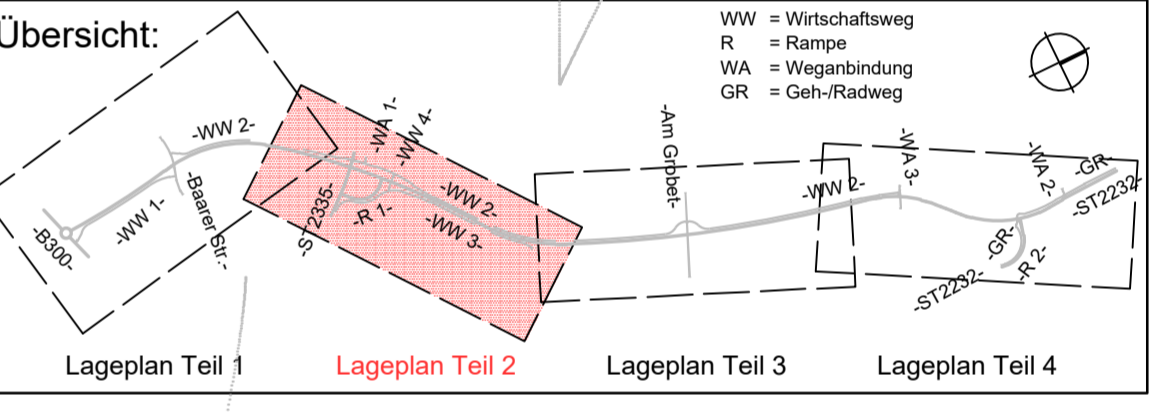 Übersicht:
WW = Wirtschaftsweg
R = Rampe
WA = Weganbindung
GR = Geh-/Radweg
-B300-
-WW 1-
-Baarer Str.-
-WW 2-
-ST2335-
-R 1-
-WA 1-
-WW 4-
-WW 2-
-WW 3-
-Am Grobet-
-WW 2-
-WA 3-
-WA 2-
-GR-
-ST2232-
-GR-
-R 2-
-ST2232-
Lageplan Teil 1
Lageplan Teil 2
Lageplan Teil 3
Lageplan Teil 4